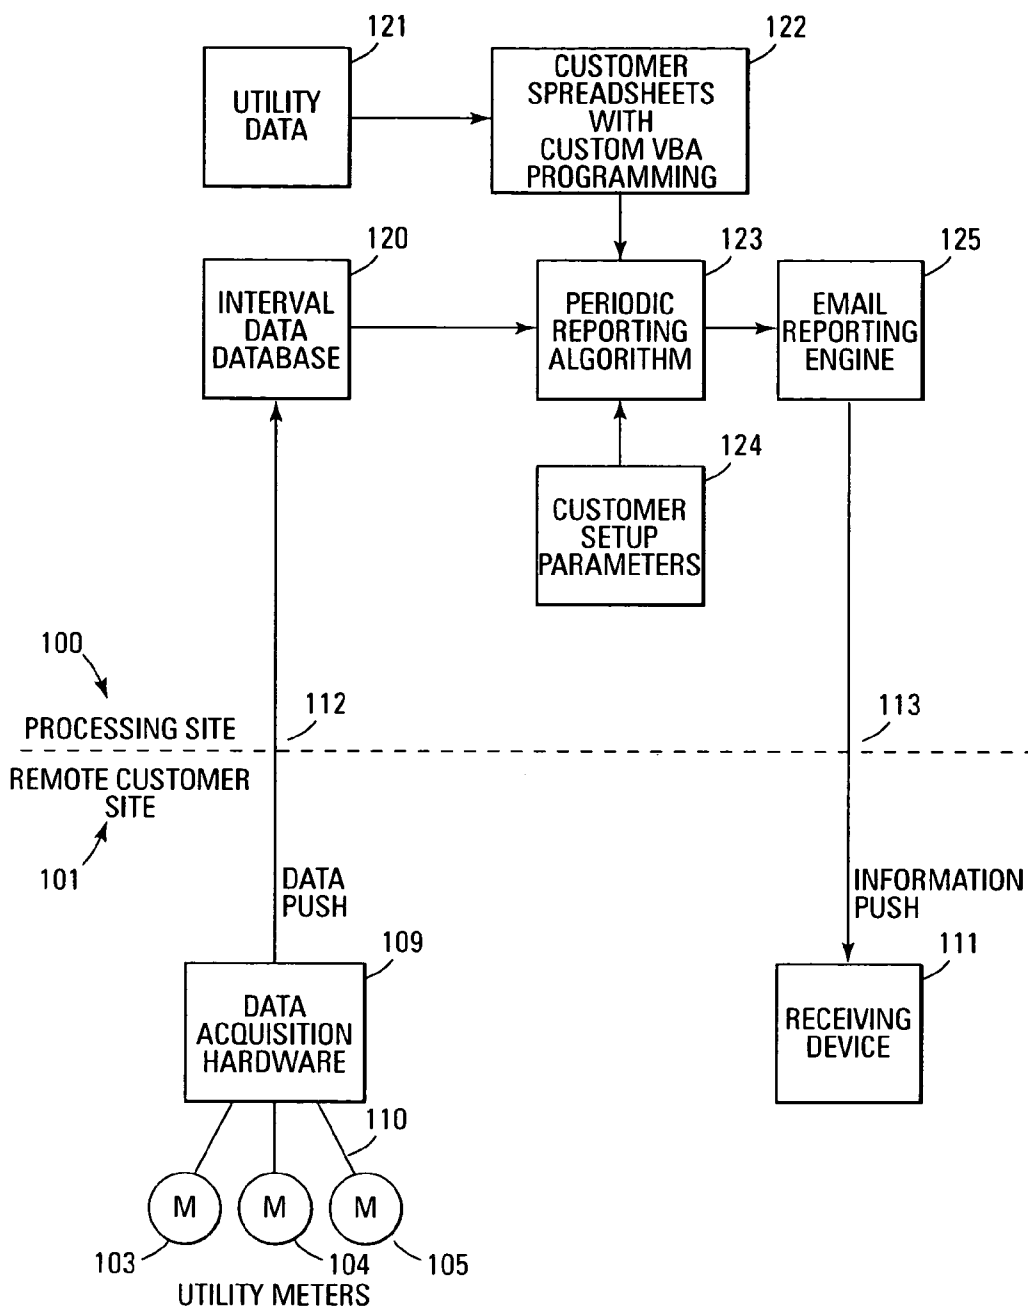 121
122
UTILITY
DATA
CUSTOMER
SPREADSHEETS
WITH
CUSTOM VBA
PROGRAMMING
120
123
125
INTERVAL
DATA
DATABASE
PERIODIC
REPORTING
ALGORITHM
EMAIL
REPORTING
ENGINE
124
CUSTOMER
SETUP
PARAMETERS
100
112
113
PROCESSING SITE
REMOTE CUSTOMER
SITE
101
DATA
PUSH
INFORMATION
PUSH
109
111
DATA
ACQUISITION
HARDWARE
RECEIVING
DEVICE
110
M
M
M
103
104
105
UTILITY METERS